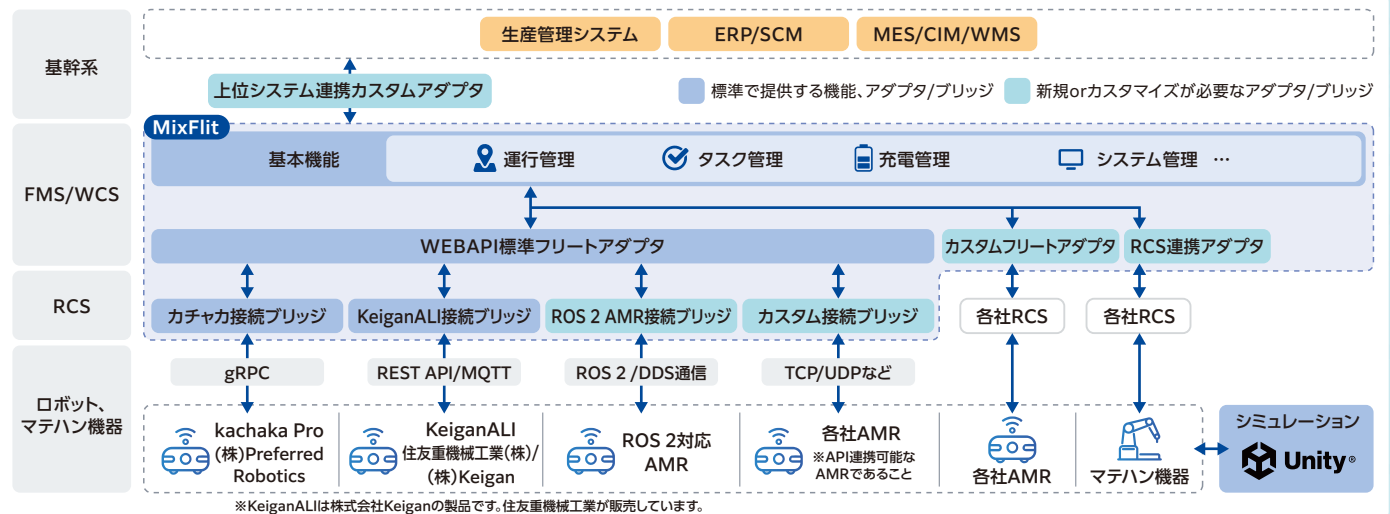 基幹系
生産管理システム
ERP/SCM
MES/CIM/WMS
上位システム連携カスタムアダプタ
標準で提供する機能、アダプタ/ブリッジ
新規orカスタマイズが必要なアダプタ/ブリッジ
FMS/WCS
MixFlit
基本機能
運行管理
タスク管理
充電管理
システム管理 …
WEBAPI標準フリートアダプタ
カスタムフリートアダプタ
RCS連携アダプタ
RCS
カチャカ接続ブリッジ
KeiganALI接続ブリッジ
ROS 2 AMR接続ブリッジ
カスタム接続ブリッジ
各社RCS
各社RCS
gRPC
REST API/MQTT
ROS 2 /DDS通信
TCP/UDPなど
ロボット、
マテハン機器
kachaka Pro
(株)Preferred
Robotics
KeiganALI
住友重機械工業(株)/
(株)Keigan
ROS 2対応
AMR
各社AMR
※API連携可能な
AMRであること
各社AMR
マテハン機器
シミュレーション
Unity®
※KeiganALIは株式会社Keiganの製品です。住友重機械工業が販売しています。